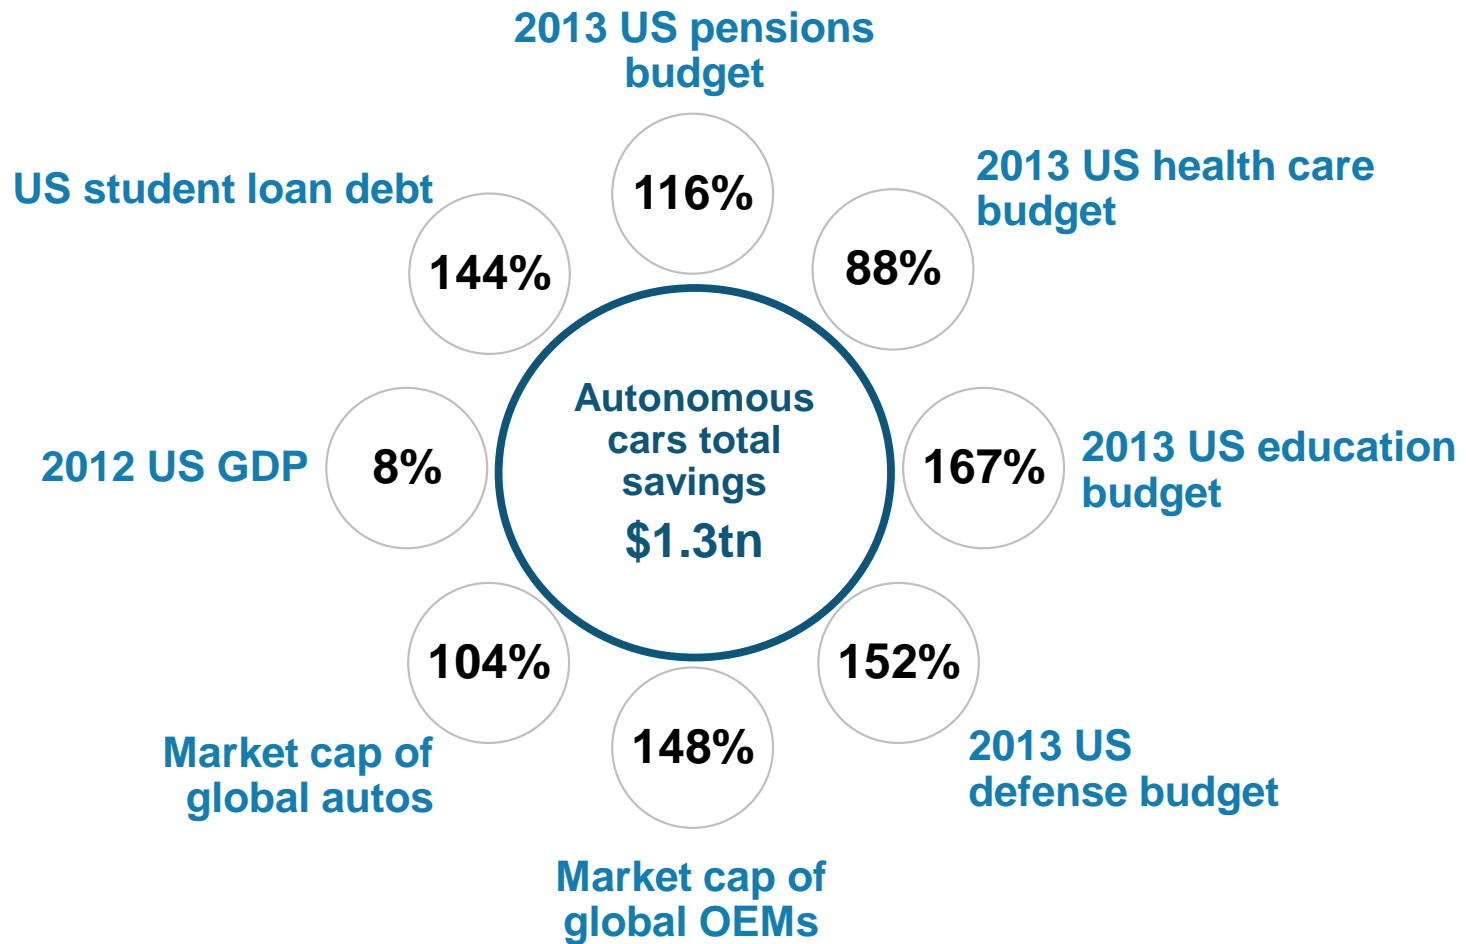 2013 US pensions
budget
116%
2013 US health care
budget
88%
US student loan debt
144%
Autonomous
cars total
savings
$1.3tn
2012 US GDP
8%
167%
2013 US education
budget
104%
Market cap of
global autos
152%
2013 US
defense budget
148%
Market cap of
global OEMs